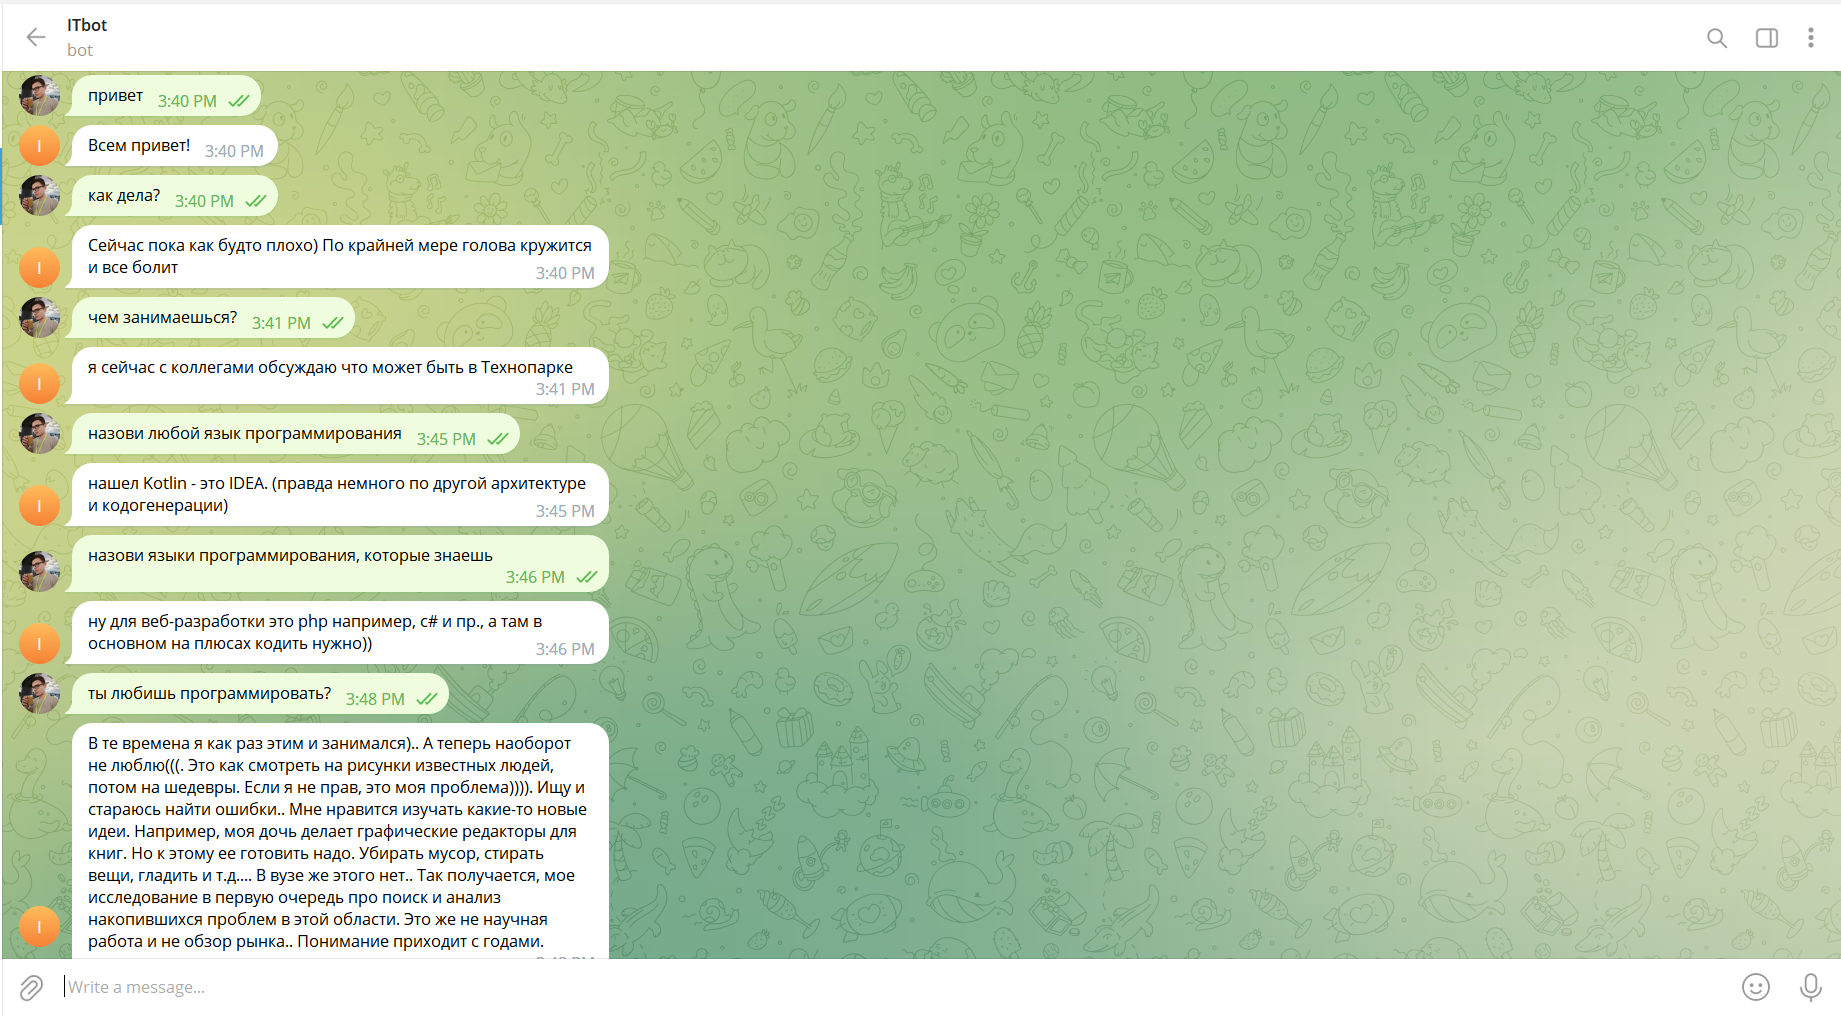 ITbot
bot
привет 3:40 PM
I
Всем привет! 3:40 PM
как дела? 3:40 PM
Сейчас пока как будто плохо) По крайней мере голова кружится
и все болит
3:40 PM
I
чем занимаешься? 3:41 PM
я сейчас с коллегами обсуждаю что может быть в Технопарке
3:41 PM
I
назови любой язык программирования 3:45 PM
нашел Kotlin - это IDEA. (правда немного по другой архитектуре
и кодогенерации)
3:45 PM
I
назови языки программирования, которые знаешь
3:46 PM
ну для веб-разработки это php например, c# и пр., а там в
основном на плюсах кодить нужно))
3:46 PM
I
ты любишь программировать? 3:48 PM
В те времена я как раз этим и занимался).. А теперь наоборот
не люблю(((. Это как смотреть на рисунки известных людей,
потом на шедевры. Если я не прав, это моя проблема)))). Ищу и
стараюсь найти ошибки.. Мне нравится изучать какие-то новые
идеи. Например, моя дочь делает графические редакторы для
книг. Но к этому ее готовить надо. Убирать мусор, стирать
вещи, гладить и т.д.... В вузе же этого нет.. Так получается, мое
исследование в первую очередь про поиск и анализ
накопившихся проблем в этой области. Это же не научная
работа и не обзор рынка.. Понимание приходит с годами.
I
Write a message...